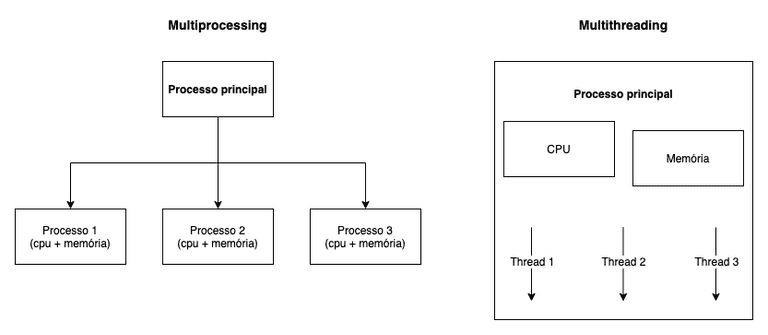 Multiprocessing
Processo principal
Processo 1
(cpu + memória)
Processo 2
(cpu + memória)
Processo 3
(cpu + memória)
Multithreading
Processo principal
CPU
Memória
Thread 1
Thread 2
Thread 3